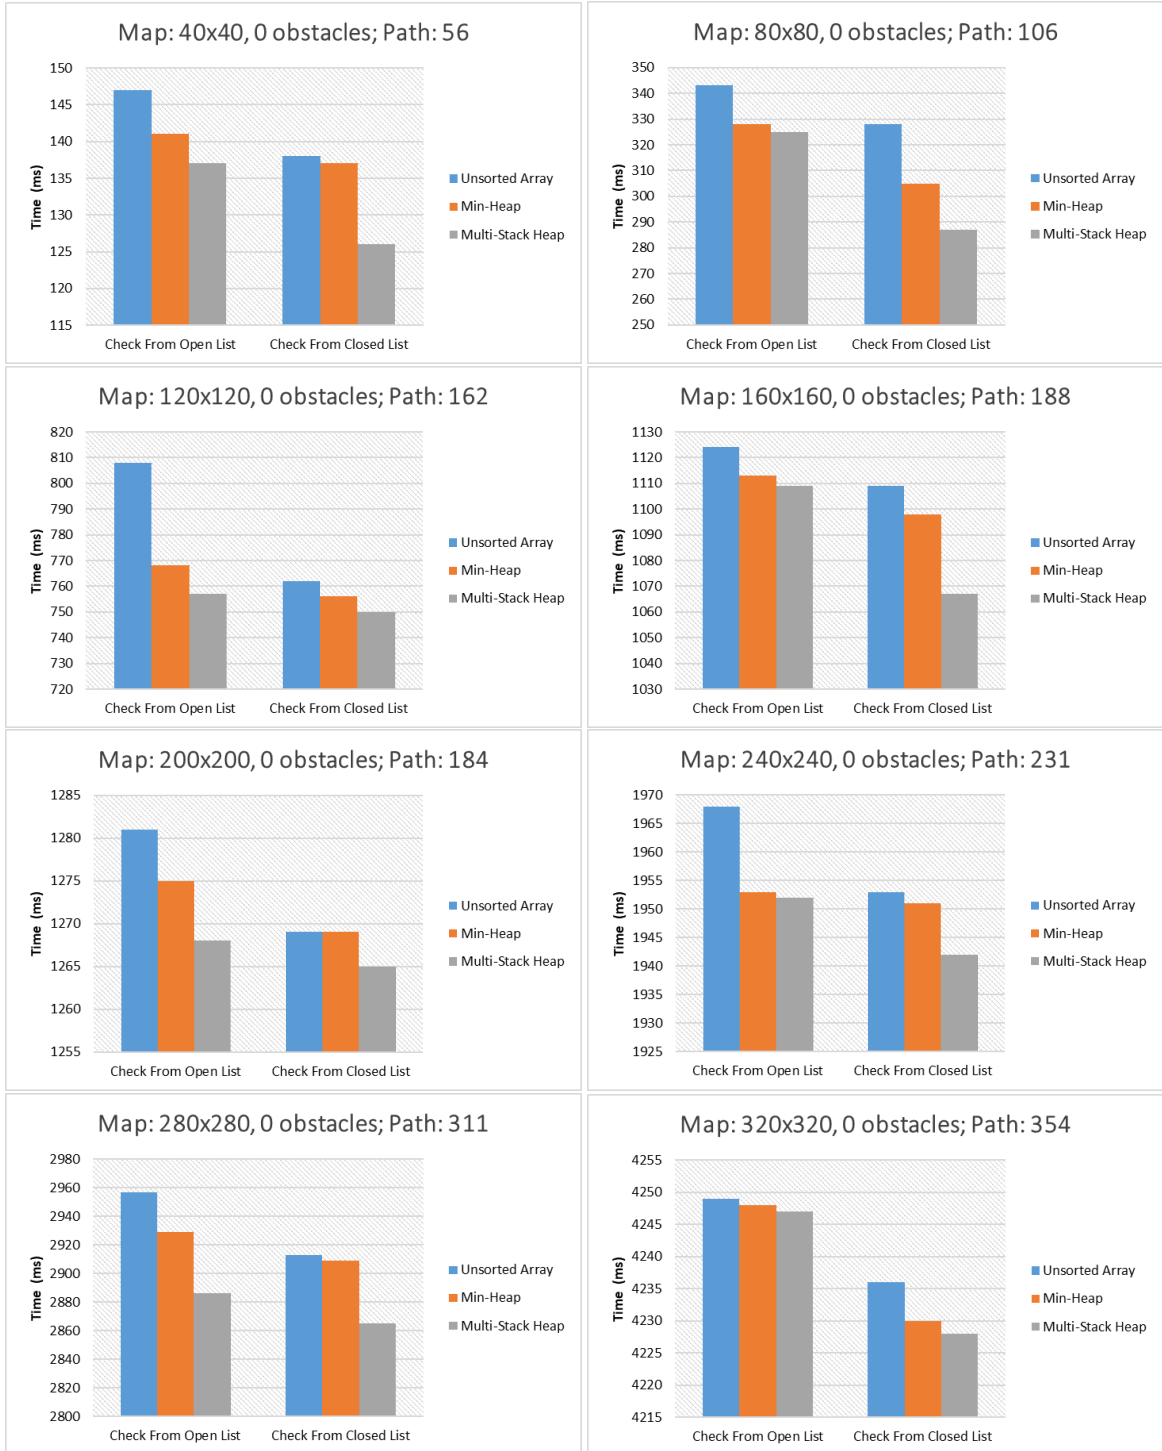 Map: 40x40, 0 obstacles; Path: 56
150
145
140
135
130
125
120
115
Time (ms)
Check From Open List
Check From Closed List
Unsorted Array
Min-Heap
Multi-Stack Heap
Map: 80x80, 0 obstacles; Path: 106
350
340
330
320
310
300
290
280
270
260
250
Time (ms)
Check From Open List
Check From Closed List
Unsorted Array
Min-Heap
Multi-Stack Heap
Map: 120x120, 0 obstacles; Path: 162
820
810
800
790
780
770
760
750
740
730
720
Time (ms)
Check From Open List
Check From Closed List
Unsorted Array
Min-Heap
Multi-Stack Heap
Map: 160x160, 0 obstacles; Path: 188
1130
1120
1110
1100
1090
1080
1070
1060
1050
1040
1030
Time (ms)
Check From Open List
Check From Closed List
Unsorted Array
Min-Heap
Multi-Stack Heap
Map: 200x200, 0 obstacles; Path: 184
1285
1280
1275
1270
1265
1260
1255
Time (ms)
Check From Open List
Check From Closed List
Unsorted Array
Min-Heap
Multi-Stack Heap
Map: 240x240, 0 obstacles; Path: 231
1970
1965
1960
1955
1950
1945
1940
1935
1930
1925
Time (ms)
Check From Open List
Check From Closed List
Unsorted Array
Min-Heap
Multi-Stack Heap
Map: 280x280, 0 obstacles; Path: 311
2980
2960
2940
2920
2900
2880
2860
2840
2820
2800
Time (ms)
Check From Open List
Check From Closed List
Unsorted Array
Min-Heap
Multi-Stack Heap
Map: 320x320, 0 obstacles; Path: 354
4255
4250
4245
4240
4235
4230
4225
4220
4215
Time (ms)
Check From Open List
Check From Closed List
Unsorted Array
Min-Heap
Multi-Stack Heap